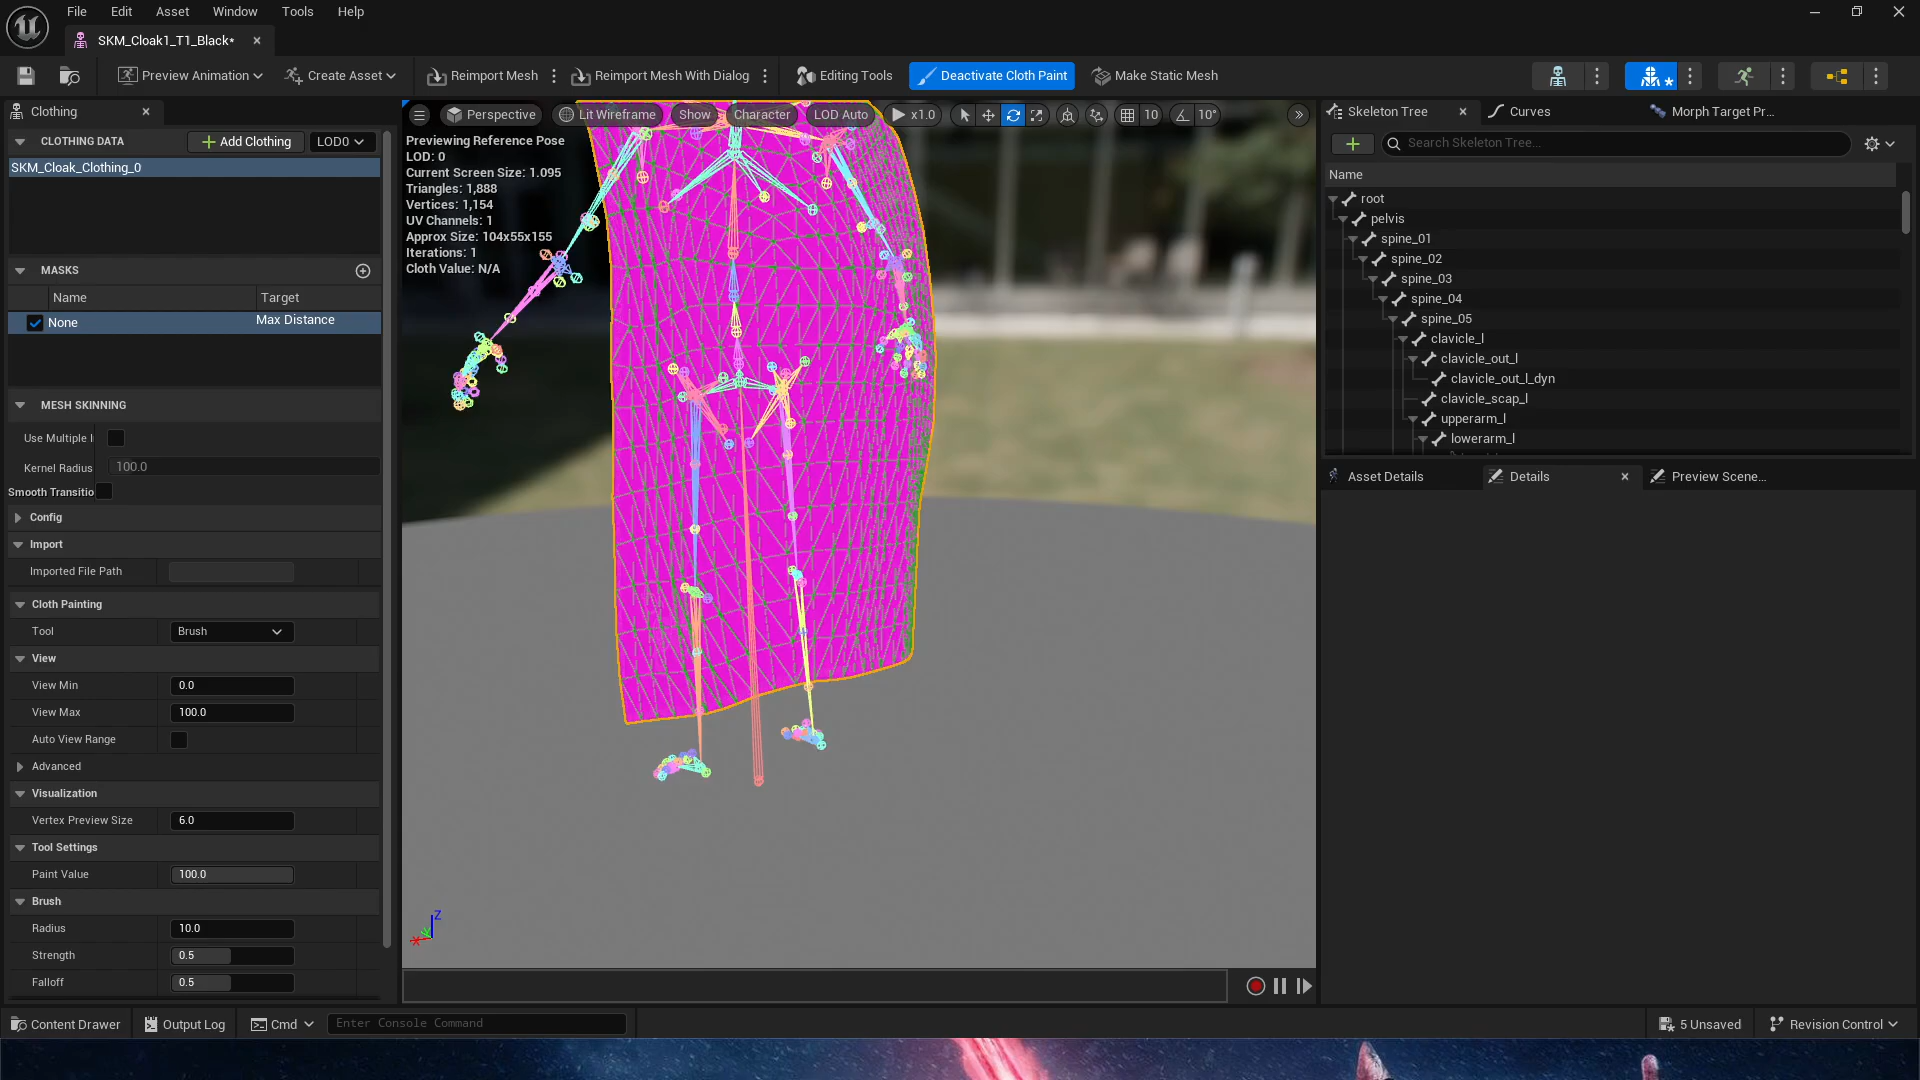 File Edit Asset Window Tools Help
SKM_Cloak1_T1_Black*
Preview Animation Create Asset Reimport Mesh Reimport Mesh With Dialog Editing Tools Deactivate Cloth Paint Make Static Mesh
Clothing
CLOTHING DATA Add Clothing LOD0
SKM_Cloak_Clothing_0
MASKS
Name Target
None Max Distance
MESH SKINNING
Use Multiple I
Kernel Radius 100.0
Smooth Transitio
Config
Import
Imported File Path
Cloth Painting
Tool Brush
View
View Min 0.0
View Max 100.0
Auto View Range
Advanced
Visualization
Vertex Preview Size 6.0
Tool Settings
Paint Value 100.0
Brush
Radius 10.0
Strength 0.5
Falloff 0.5
Perspective Lit Wireframe Show Character LOD Auto x1.0 10 10°
Previewing Reference Pose
LOD: 0
Current Screen Size: 1.095
Triangles: 1,888
Vertices: 1,154
UV Channels: 1
Approx Size: 104x55x155
Iterations: 1
Cloth Value: N/A
Z
X
Skeleton Tree Curves Morph Target Pr...
Search Skeleton Tree...
Name
root
pelvis
spine_01
spine_02
spine_03
spine_04
spine_05
clavicle_l
clavicle_out_l
clavicle_out_l_dyn
clavicle_scap_l
upperarm_l
lowerarm_l
Asset Details Details Preview Scene...
Content Drawer Output Log Cmd Enter Console Command 5 Unsaved Revision Control